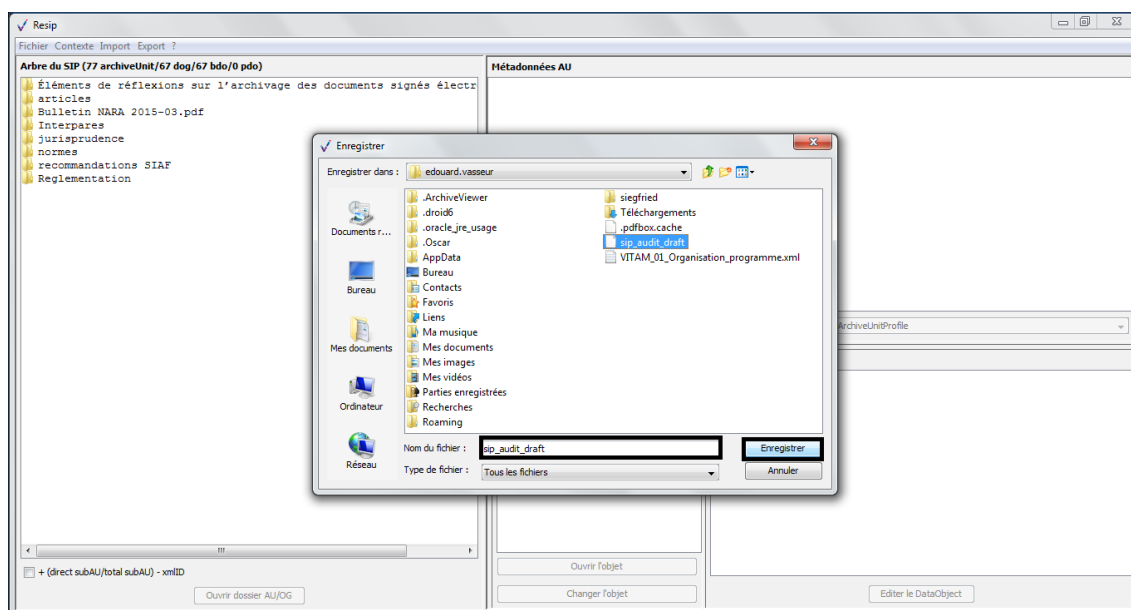 Resip
Fichier Contexte Import Export ?
Arbre du SIP (77 archiveUnit/67 dog/67 bdo/0 pdo)
Métadonnées AU
Éléments de réflexions sur l'archivage des documents signés électr
articles
Bulletin NARA 2015-03.pdf
Interpares
jurisprudence
normes
recommandations SIAF
Reglementation
Enregistrer
Enregistrer dans :
edouard.vasseur
Documents r...
Bureau
Mes documents
Ordinateur
Réseau
.ArchiveViewer
.droid6
.oracle_jre_usage
.Oscar
AppData
Bureau
Contacts
Favoris
Liens
Ma musique
Mes documents
Mes images
Mes vidéos
Parties enregistrées
Recherches
Roaming
siegfried
Téléchargements
.pdfbox.cache
sip_audit_draft
VITAM_01_Organisation_programme.xml
Nom du fichier :
sip_audit_draft
Enregistrer
Type de fichier :
Tous les fichiers
Annuler
ArchiveUnitProfile
+ (direct subAU/total subAU) - xmlID
Ouvrir dossier AU/OG
Ouvrir l'objet
Changer l'objet
Editer le DataObject